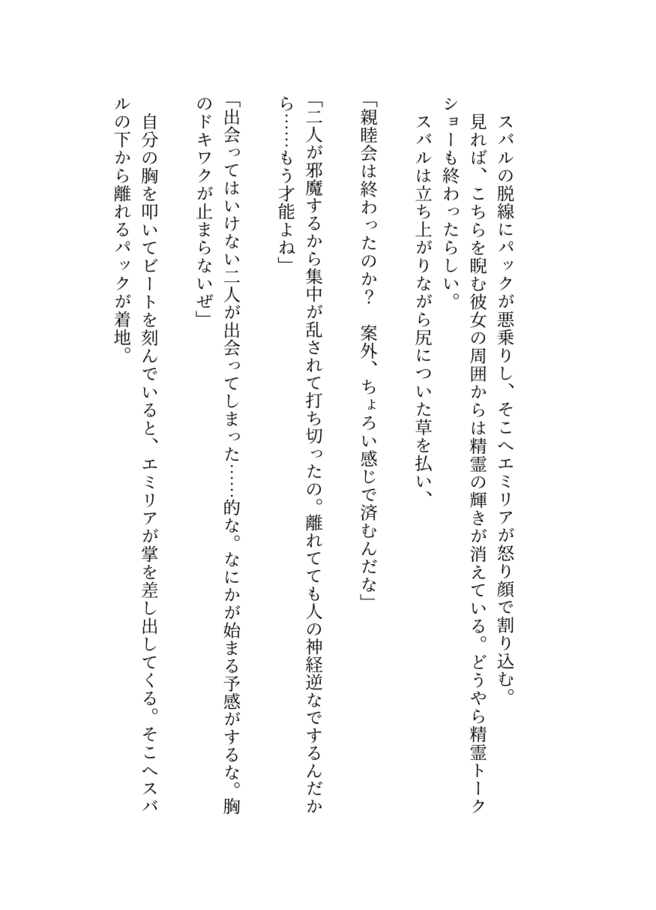 スバルの脱線にパックが悪乗りし、そこへエミリアが怒り顔で割り込む。
見れば、こちらを睨む彼女の周囲からは精霊の輝きが消えている。どうやら精霊トーク
ショーも終わったらしい。
スバルは立ち上がりながら尻についた草を払い、
「親睦会は終わったのか？　案外、ちょろい感じで済むんだな」
「二人が邪魔するから集中が乱されて打ち切ったの。離れてても人の神経逆なでするんだか
ら……もう才能よね」
「出会ってはいけない二人が出会ってしまった……的な。なにかが始まる予感がするな。胸
のドキワクが止まらないぜ」
自分の胸を叩いてビートを刻んでいると、エミリアが掌を差し出してくる。そこへスバ
ルの下から離れるパックが着地。